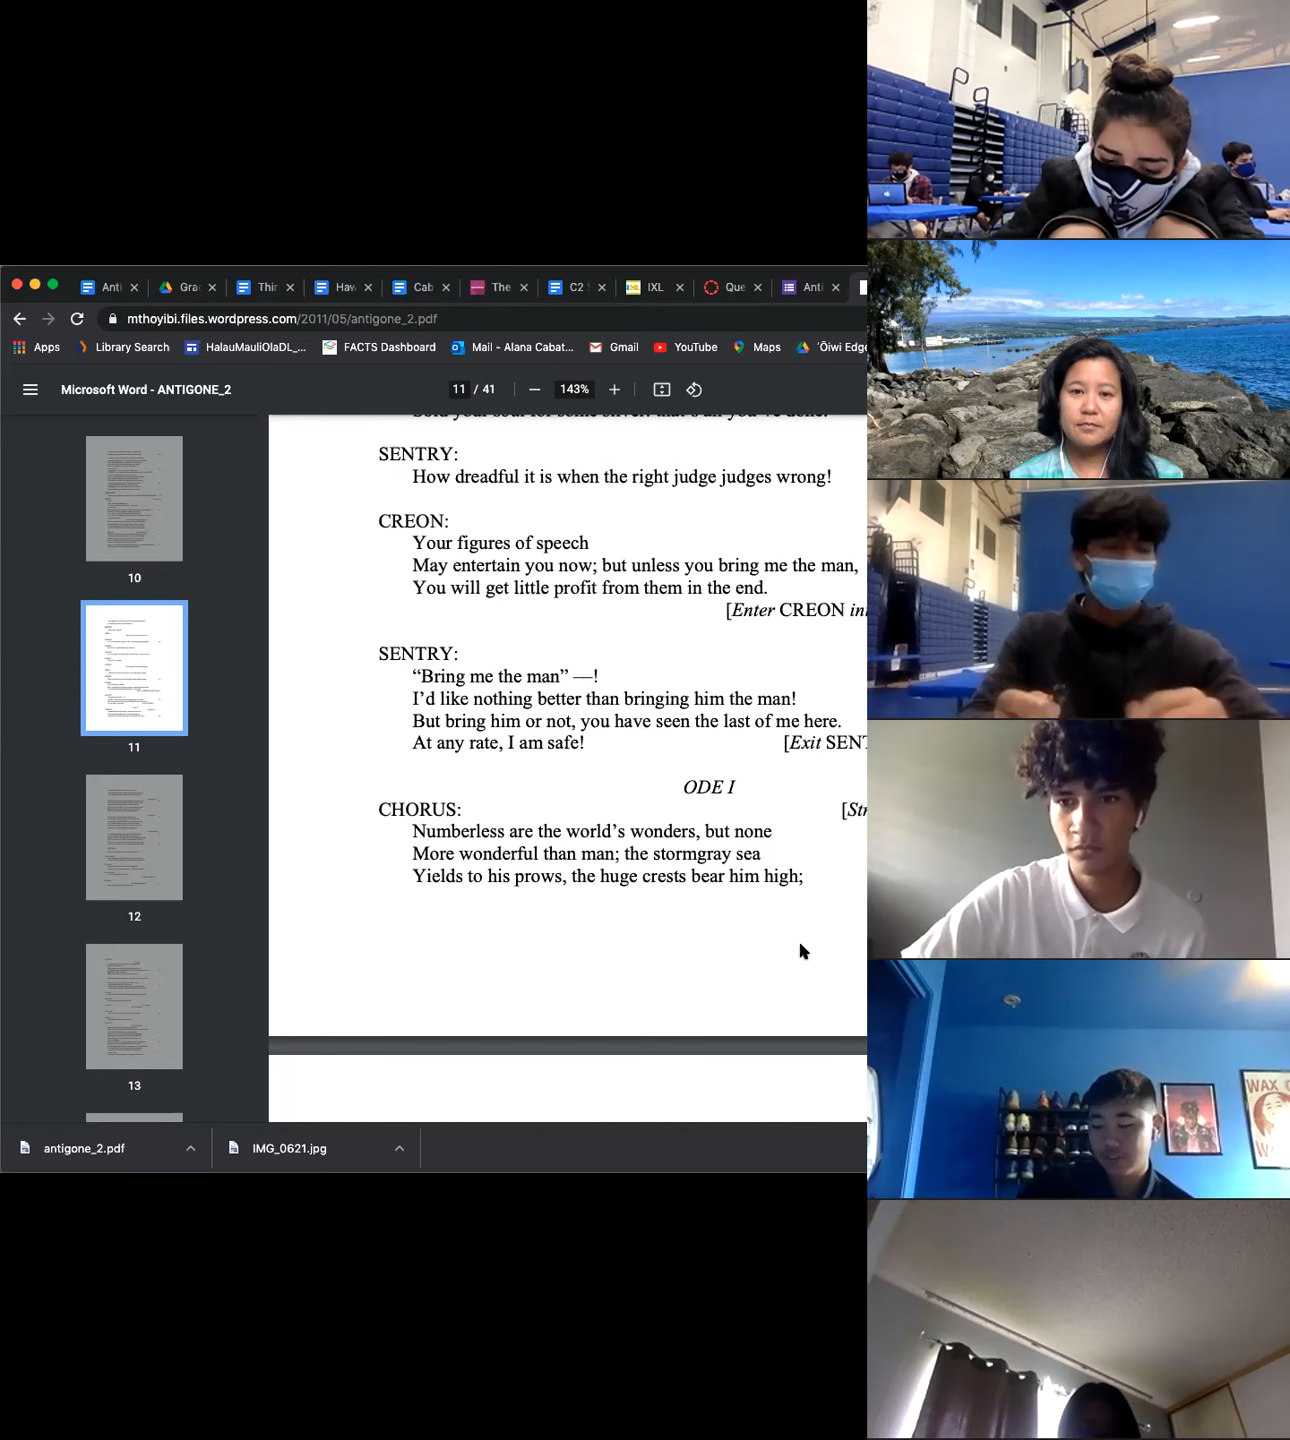 Anti
Gra
Thir
Haw
Cab
The
C2
IXL
Que
Anti
mthoyibi.files.wordpress.com/2011/05/antigone_2.pdf
Apps
Library Search
HalauMauliOlaDL_...
FACTS Dashboard
Mail - Alana Cabat...
Gmail
YouTube
Maps
ʻŌiwi Edge
Microsoft Word - ANTIGONE_2
11 / 41
143%
SENTRY:
How dreadful it is when the right judge judges wrong!
CREON:
Your figures of speech
May entertain you now; but unless you bring me the man,
You will get little profit from them in the end.
[Enter CREON in
SENTRY:
“Bring me the man” —!
I’d like nothing better than bringing him the man!
But bring him or not, you have seen the last of me here.
At any rate, I am safe! [Exit SENT
ODE I
CHORUS: [Str
Numberless are the world’s wonders, but none
More wonderful than man; the stormgray sea
Yields to his prows, the huge crests bear him high;
10
11
12
13
antigone_2.pdf
IMG_0621.jpg
WAX
WA